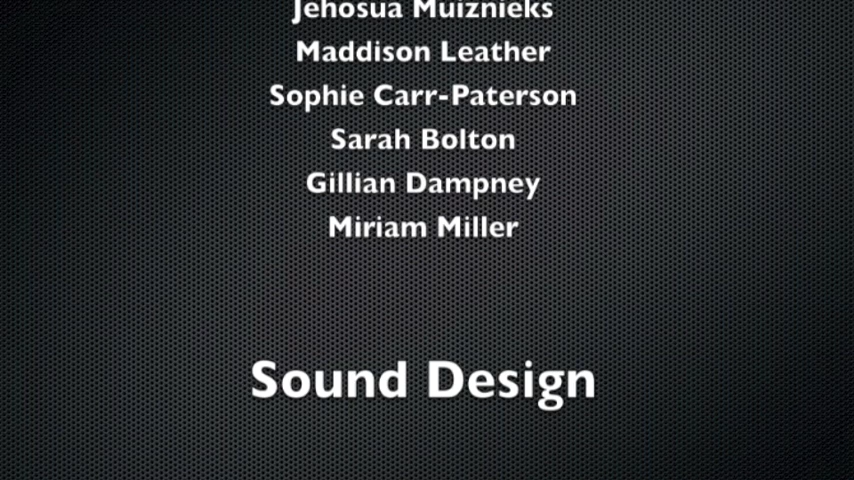 Jehosua Muiznieks
Maddison Leather
Sophie Carr-Paterson
Sarah Bolton
Gillian Dampney
Miriam Miller
Sound Design